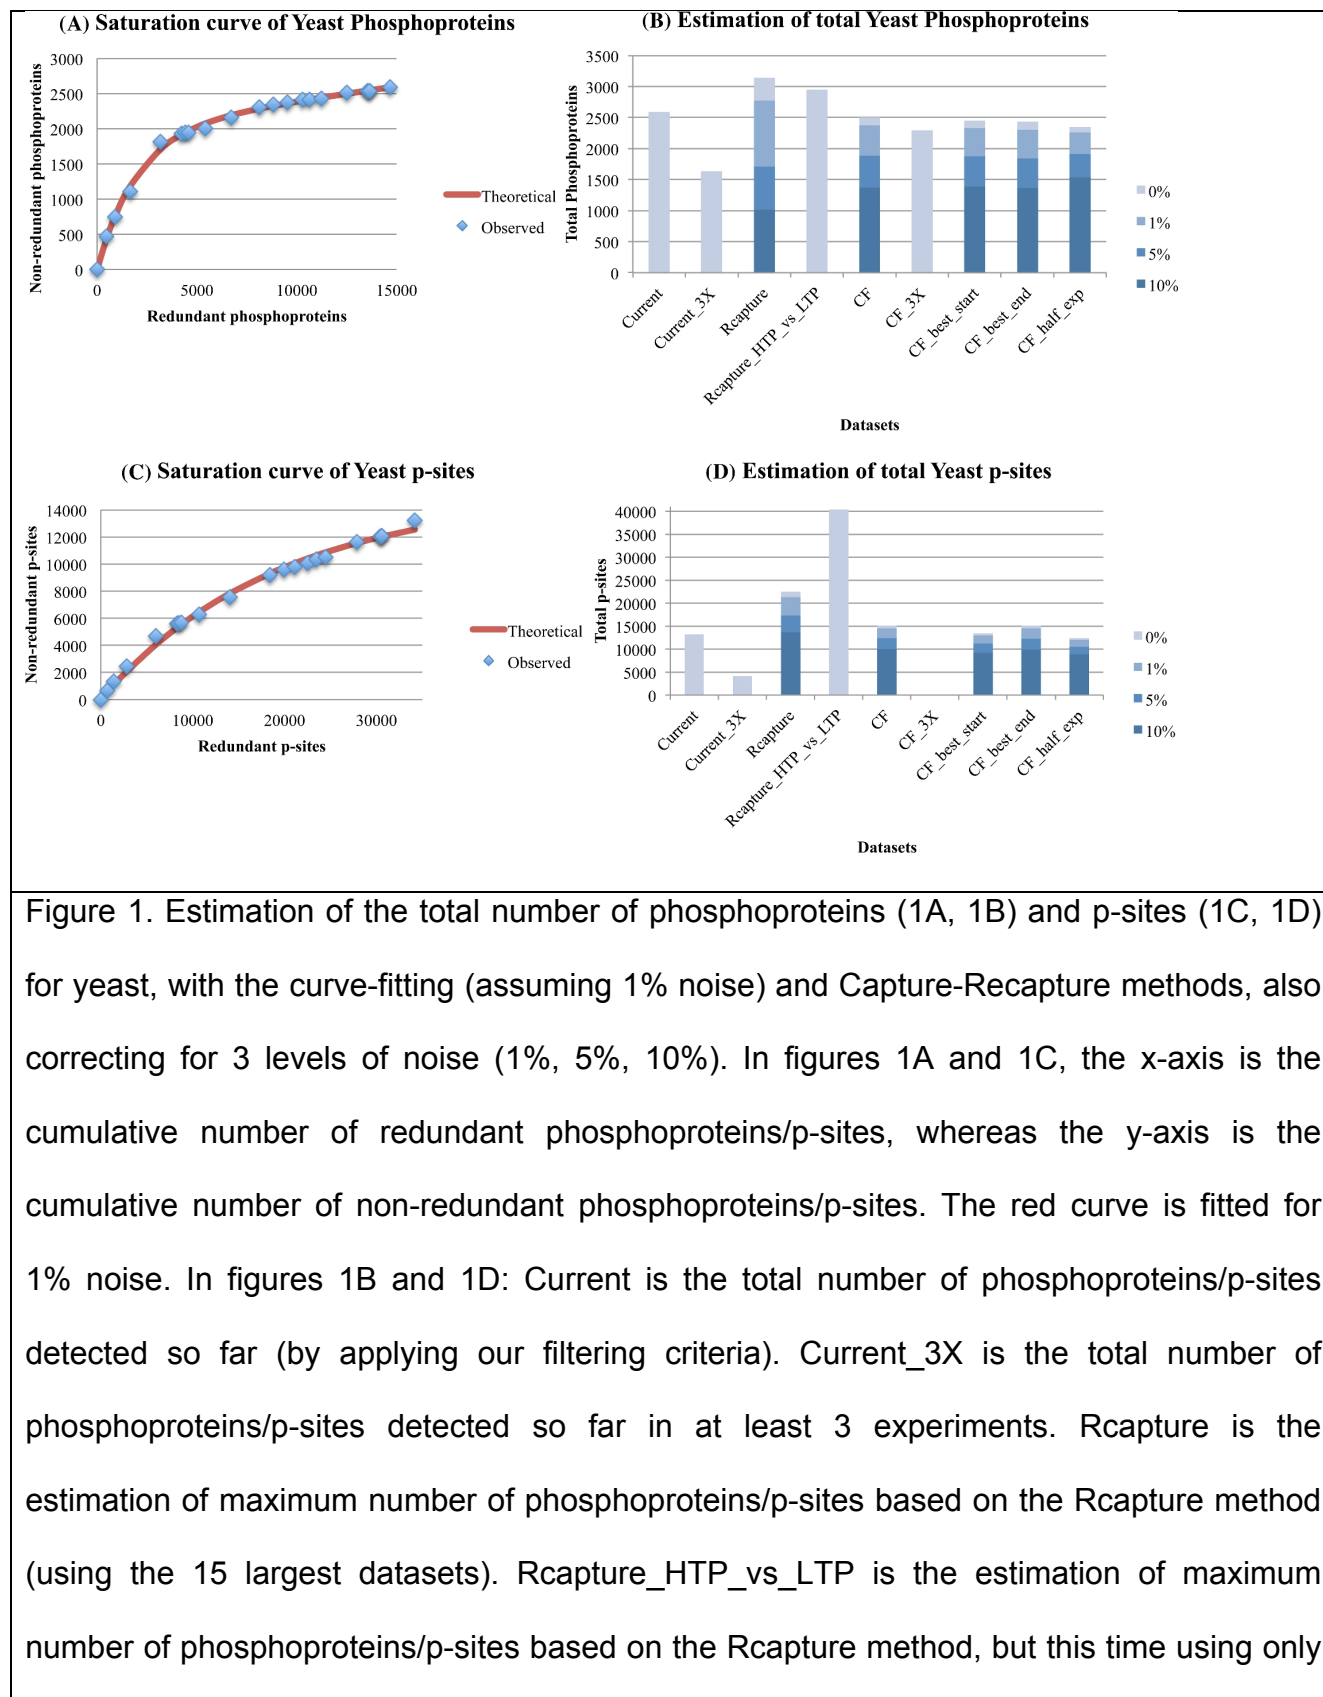 (A) Saturation curve of Yeast Phosphoproteins
Non-redundant phosphoproteins
3000
2500
2000
1500
1000
500
0
0 5000 10000 15000
Redundant phosphoproteins
Theoretical
Observed
(B) Estimation of total Yeast Phosphoproteins
Total Phosphoproteins
3500
3000
2500
2000
1500
1000
500
0
Current
Current_3X
Rcapture
Rcapture_HTP_vs_LTP
CF
CF_3X
CF_best_start
CF_best_end
CF_half_exp
Datasets
0%
1%
5%
10%
(C) Saturation curve of Yeast p-sites
Non-redundant p-sites
14000
12000
10000
8000
6000
4000
2000
0
0 10000 20000 30000
Redundant p-sites
Theoretical
Observed
(D) Estimation of total Yeast p-sites
Total p-sites
40000
35000
30000
25000
20000
15000
10000
5000
0
Current
Current_3X
Rcapture
Rcapture_HTP_vs_LTP
CF
CF_3X
CF_best_start
CF_best_end
CF_half_exp
Datasets
0%
1%
5%
10%
Figure 1. Estimation of the total number of phosphoproteins (1A, 1B) and p-sites (1C, 1D)
for yeast, with the curve-fitting (assuming 1% noise) and Capture-Recapture methods, also
correcting for 3 levels of noise (1%, 5%, 10%). In figures 1A and 1C, the x-axis is the
cumulative number of redundant phosphoproteins/p-sites, whereas the y-axis is the
cumulative number of non-redundant phosphoproteins/p-sites. The red curve is fitted for
1% noise. In figures 1B and 1D: Current is the total number of phosphoproteins/p-sites
detected so far (by applying our filtering criteria). Current_3X is the total number of
phosphoproteins/p-sites detected so far in at least 3 experiments. Rcapture is the
estimation of maximum number of phosphoproteins/p-sites based on the Rcapture method
(using the 15 largest datasets). Rcapture_HTP_vs_LTP is the estimation of maximum
number of phosphoproteins/p-sites based on the Rcapture method, but this time using only